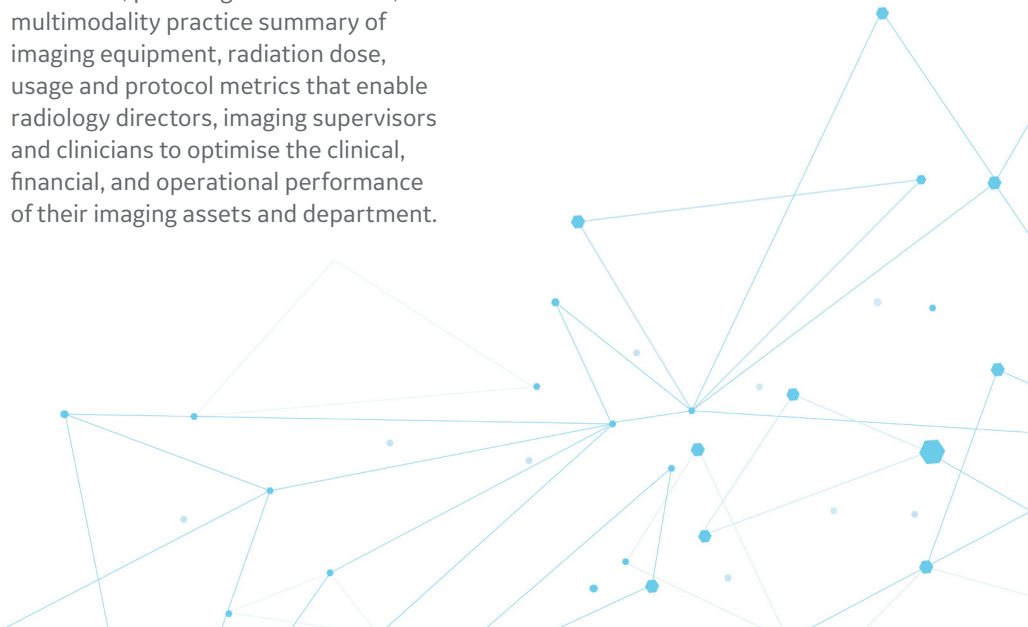 multimodality practice summary of
imaging equipment, radiation dose,
usage and protocol metrics that enable
radiology directors, imaging supervisors
and clinicians to optimise the clinical,
financial, and operational performance
of their imaging assets and department.